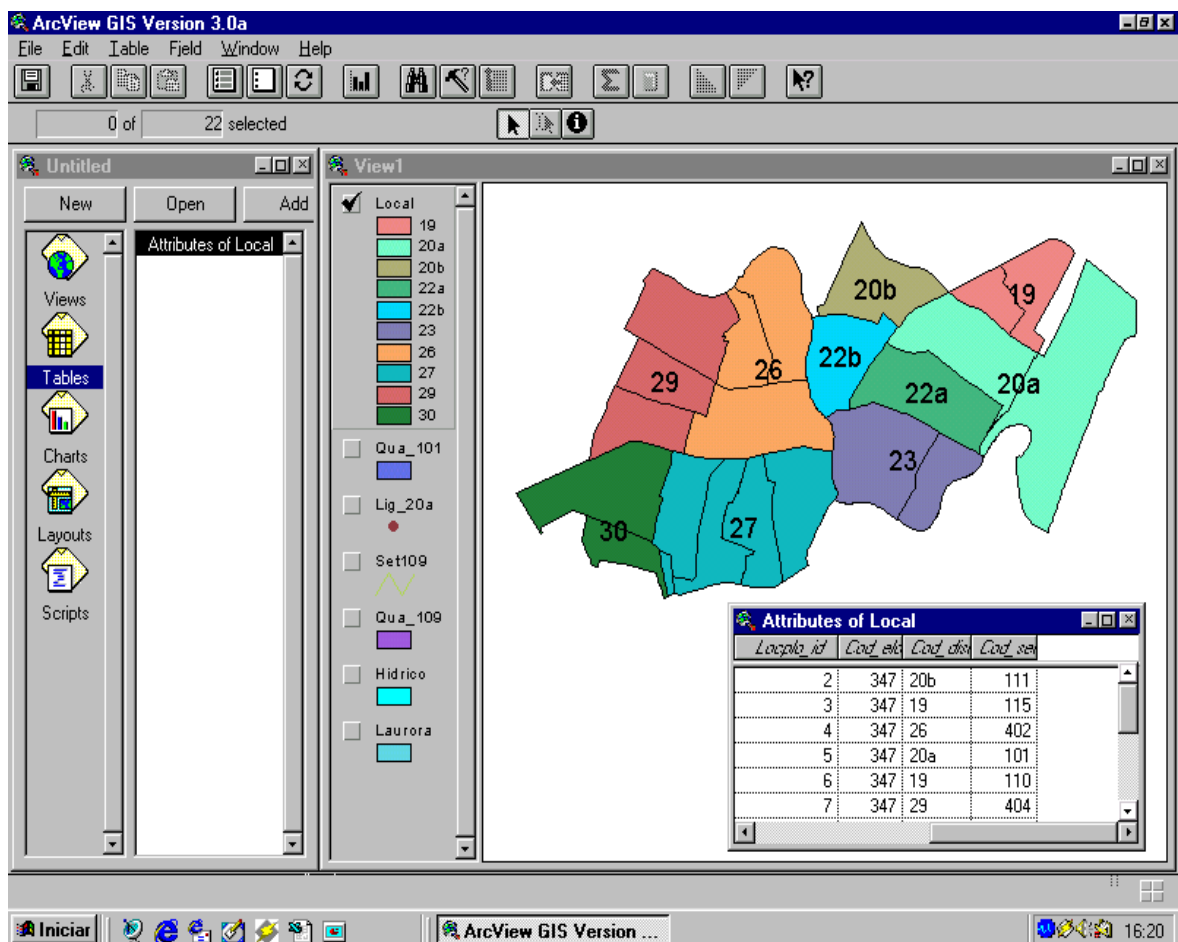 ArcView GIS Version 3.0a
File Edit Table Field Window Help
0 of 22 selected
Untitled
New Open Add
Views
Tables
Charts
Layouts
Scripts
Attributes of Local
View1
Local
19
20a
20b
22a
22b
23
26
27
29
30
Qua_101
Lig_20a
Set109
Qua_109
Hidrico
Laurora
20b
19
26
22b
29
20a
22a
23
30
27
Attributes of Local
Locplo_id Cod_elo Cod_dis Cod_se
2 347 20b 111
3 347 19 115
4 347 26 402
5 347 20a 101
6 347 19 110
7 347 29 404
Iniciar
ArcView GIS Version ...
16:20